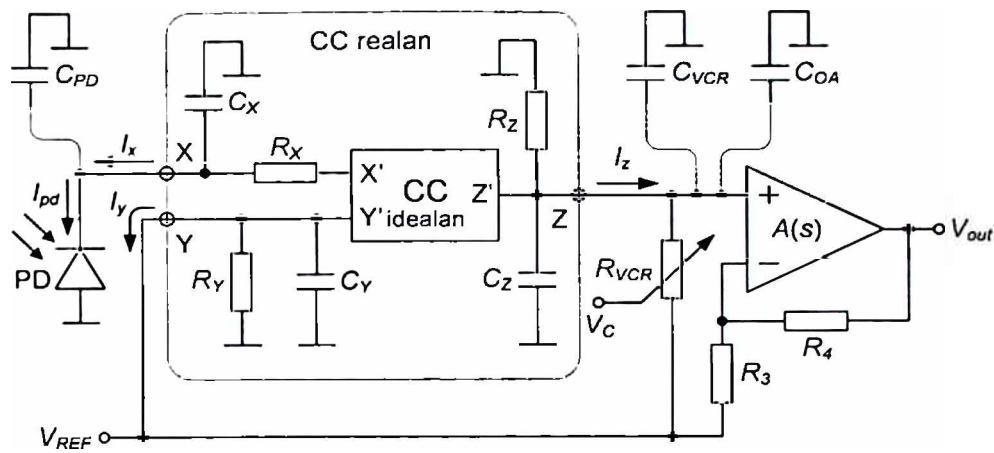 CC realan
C_PD
C_X
R_Z
C_VCR
C_OA
I_x
X
R_X
X'
CC
Z'
I_z
I_pd
I_y
Y
Y'
idealan
Z
+
A(s)
V_out
PD
R_Y
C_Y
C_Z
R_VCR
−
V_C
R_4
R_3
V_REF